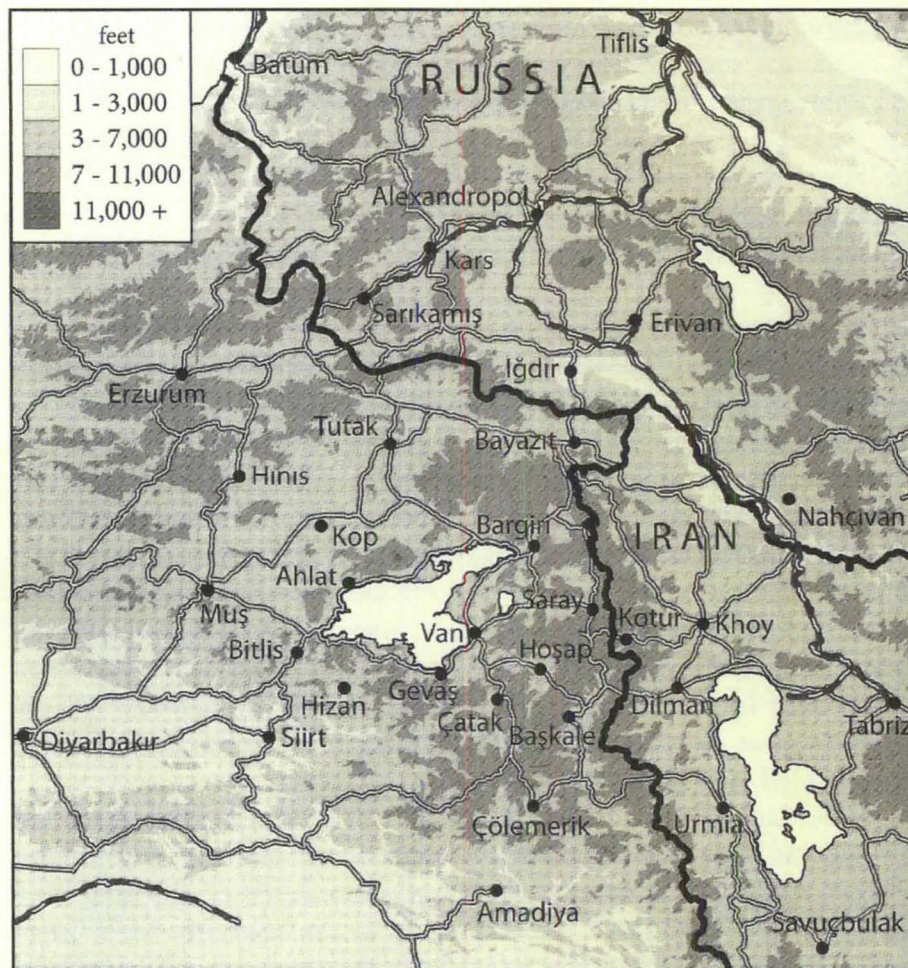 feet
0 - 1,000
1 - 3,000
3 - 7,000
7 - 11,000
11,000 +
Batum
Tiflis
RUSSIA
Alexandropol
Kars
Sarıkamış
Erivan
Iğdır
Erzurum
Tutak
Bayazıt
Hınıs
Nahçivan
Kop
Bargiri
IRAN
Ahlat
Muş
Saray
Kotur
Khoy
Van
Bitlis
Hoşap
Gevaş
Hizan
Çatak
Dilman
Tabriz
Başkale
Diyarbakır
Siirt
Çölemerik
Urmia
Amadiya
Savuçbulak